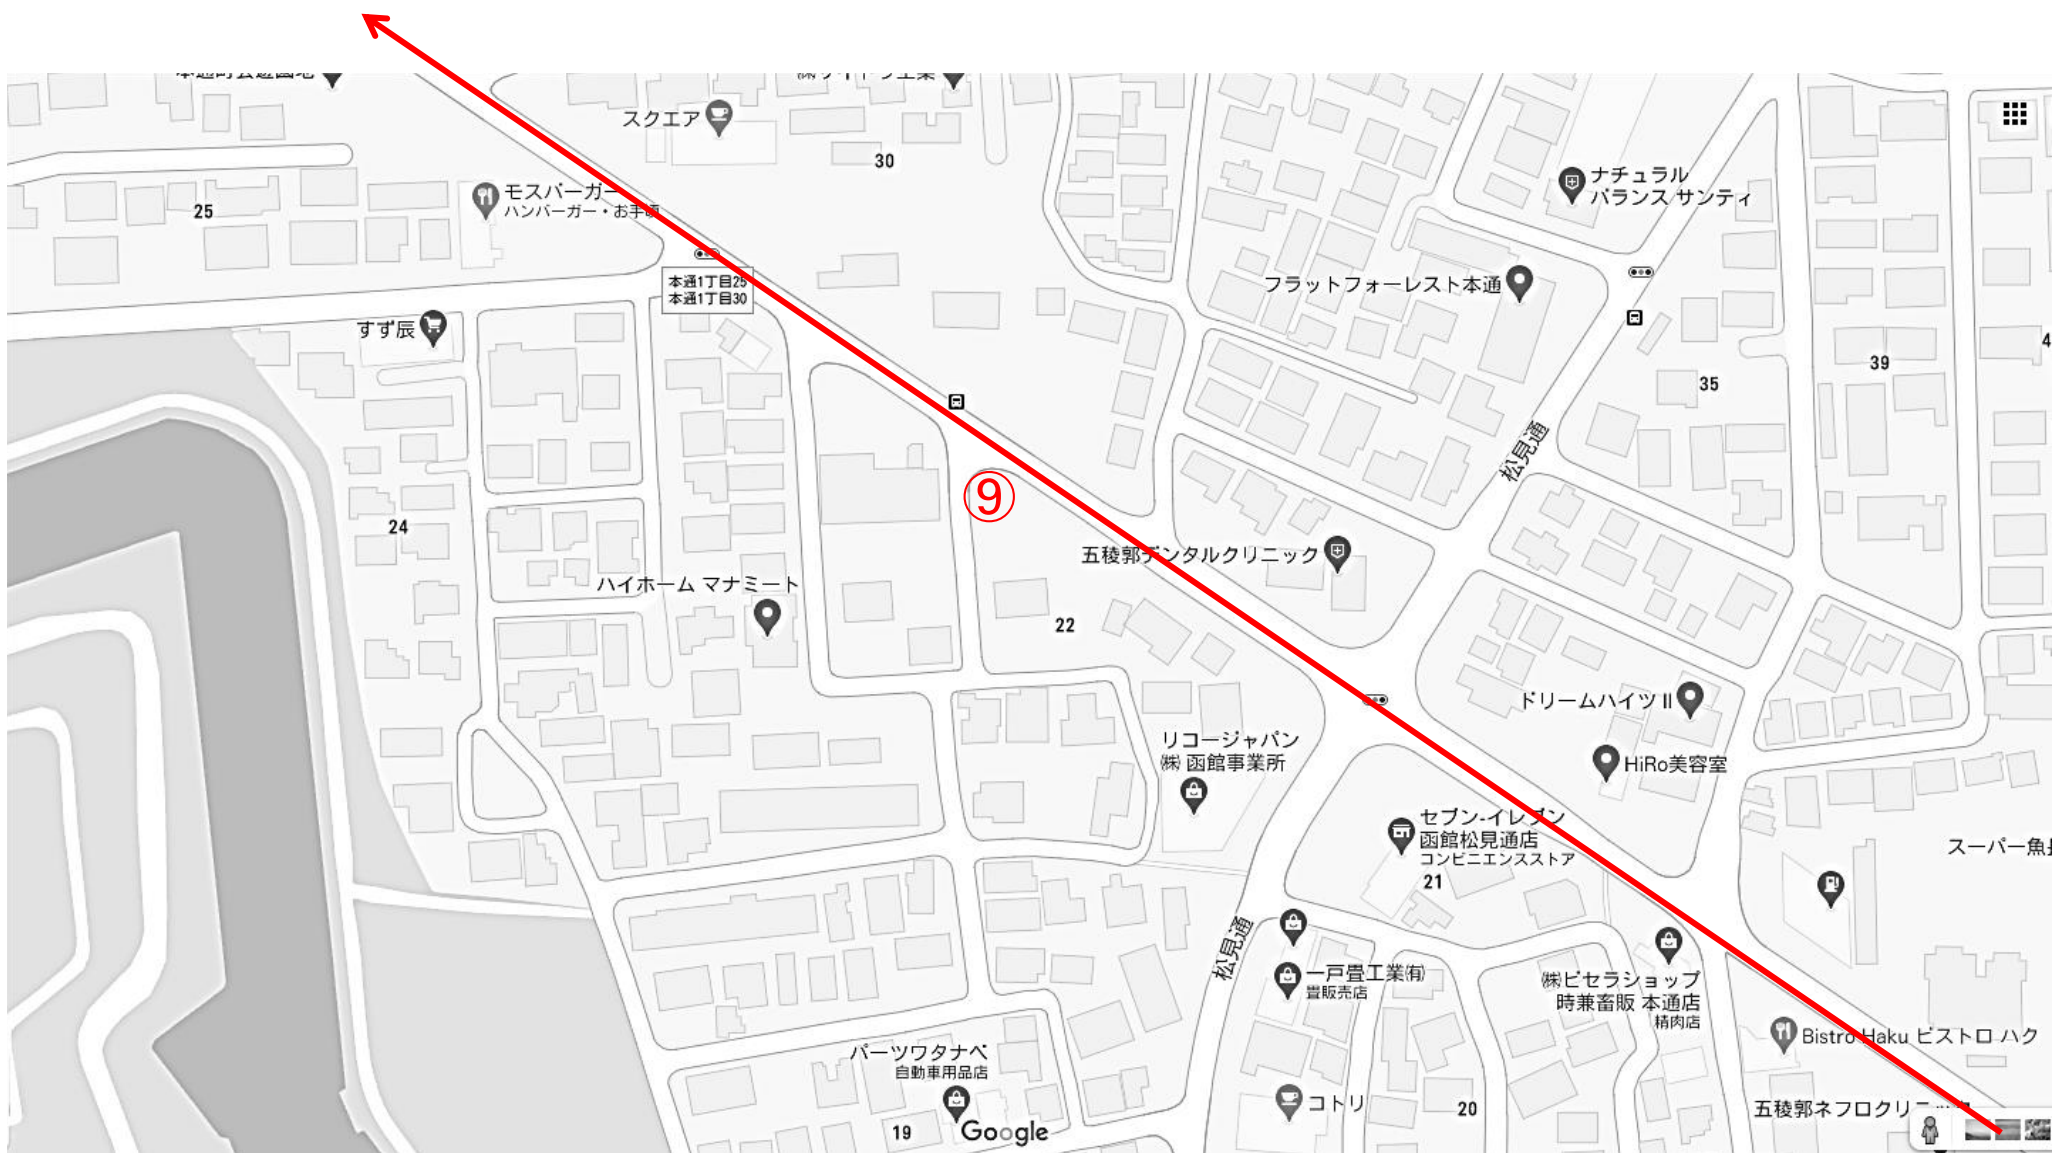 スクエア
30
モスバーガー
ハンバーガー・お手頃
25
ナチュラル
バランス サンティ
本通1丁目25
本通1丁目30
フラットフォーレスト本通
すず辰
35
39
4
松見通
⑨
24
五稜郭デンタルクリニック
ハイホーム マナミート
22
ドリームハイツ II
リコージャパン
㈱ 函館事業所
HiRo美容室
セブン-イレブン
函館松見通店
コンビニエンスストア
21
スーパー魚長
松見通
一戸畳工業㈲
畳販売店
㈱ビセラショップ
時兼畜販 本通店
精肉店
Bistro Haku ビストロ ハク
パーツワタナベ
自動車用品店
コトリ
20
五稜郭ネフロクリニック
19
Google